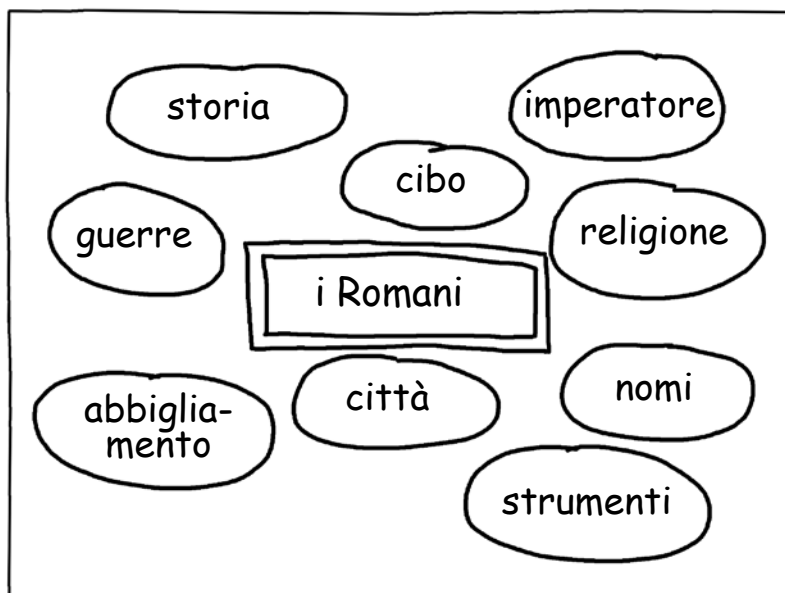 storia
imperatore
cibo
guerre
religione
i Romani
abbiglia-
mento
città
nomi
strumenti